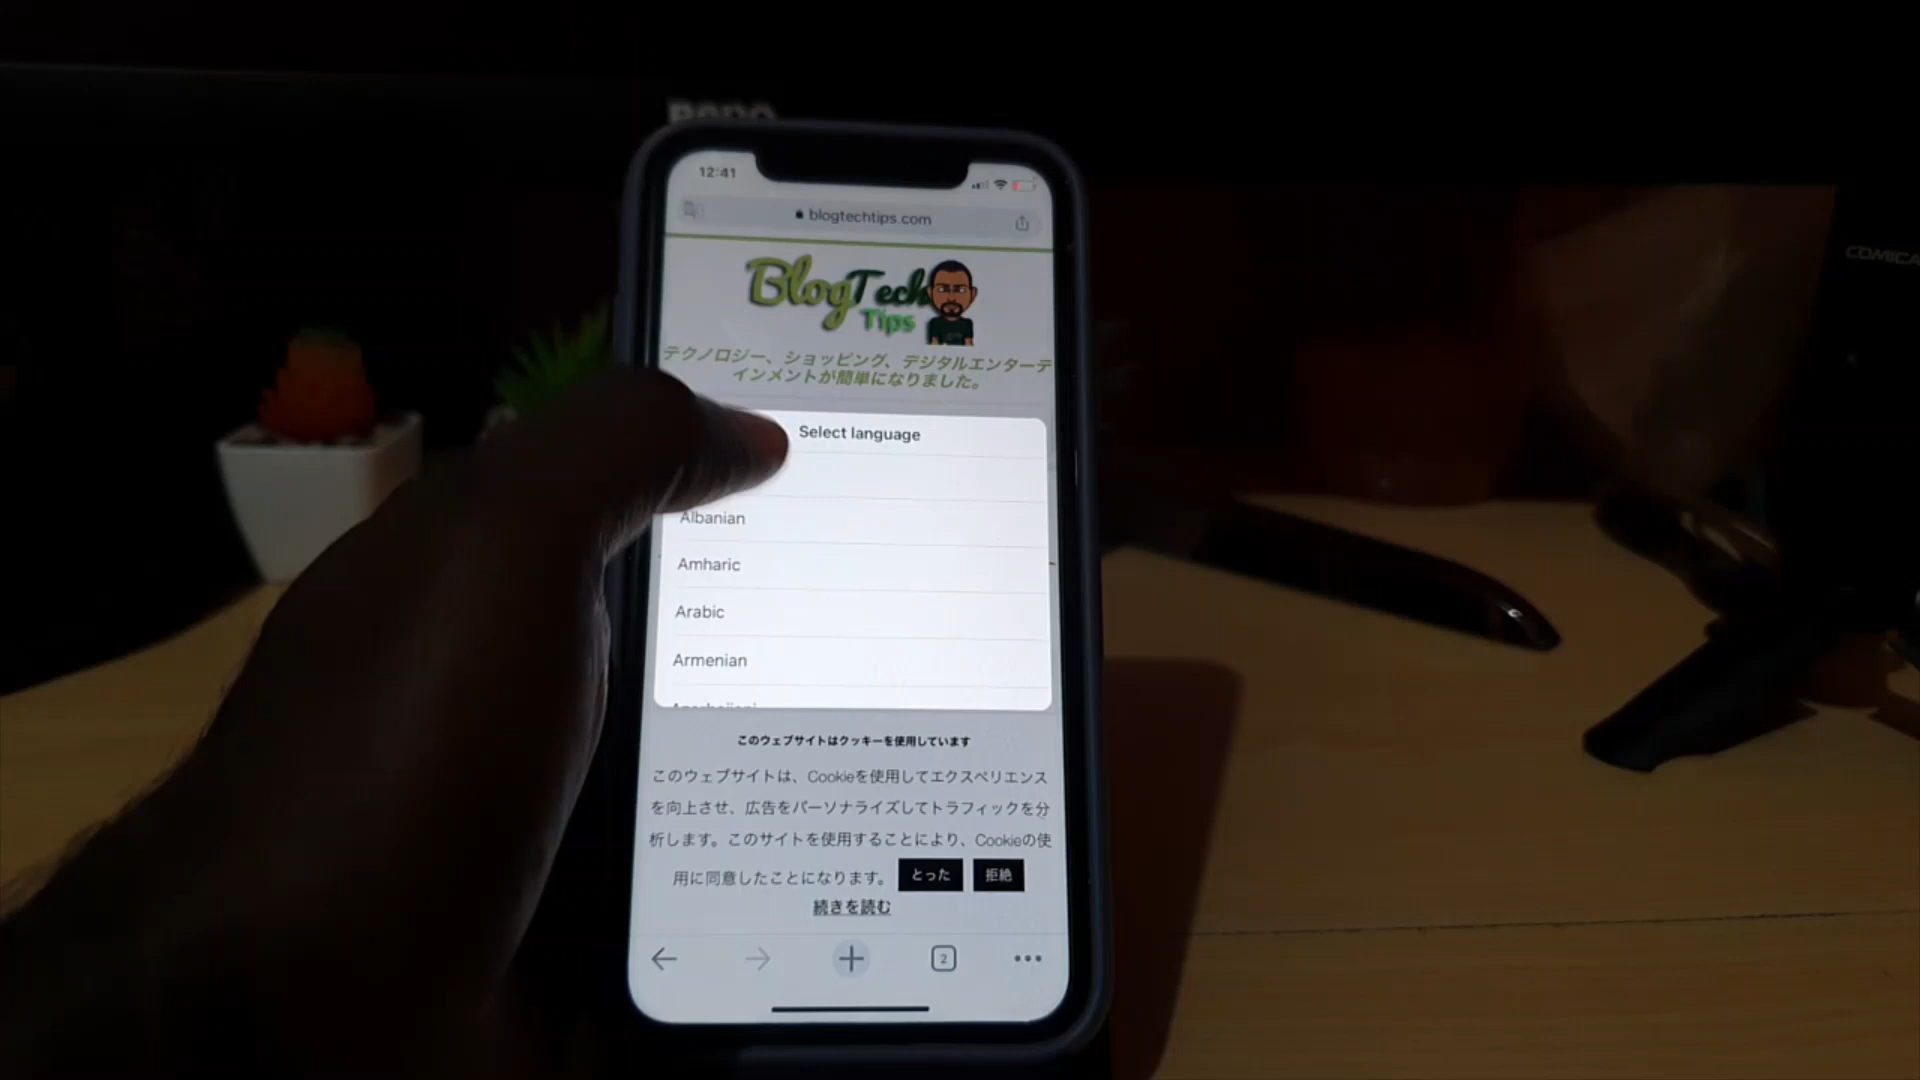 12:41
blogtechtips.com
BlogTech
Tips
テクノロジー、ショッピング、デジタルエンターテ
インメントが簡単になりました。
Select language
Albanian
Amharic
Arabic
Armenian
このウェブサイトはクッキーを使用しています
このウェブサイトは、Cookieを使用してエクスペリエンス
を向上させ、広告をパーソナライズしてトラフィックを分
析します。このサイトを使用することにより、Cookieの使
用に同意したことになります。 とった 拒絶
続きを読む
2